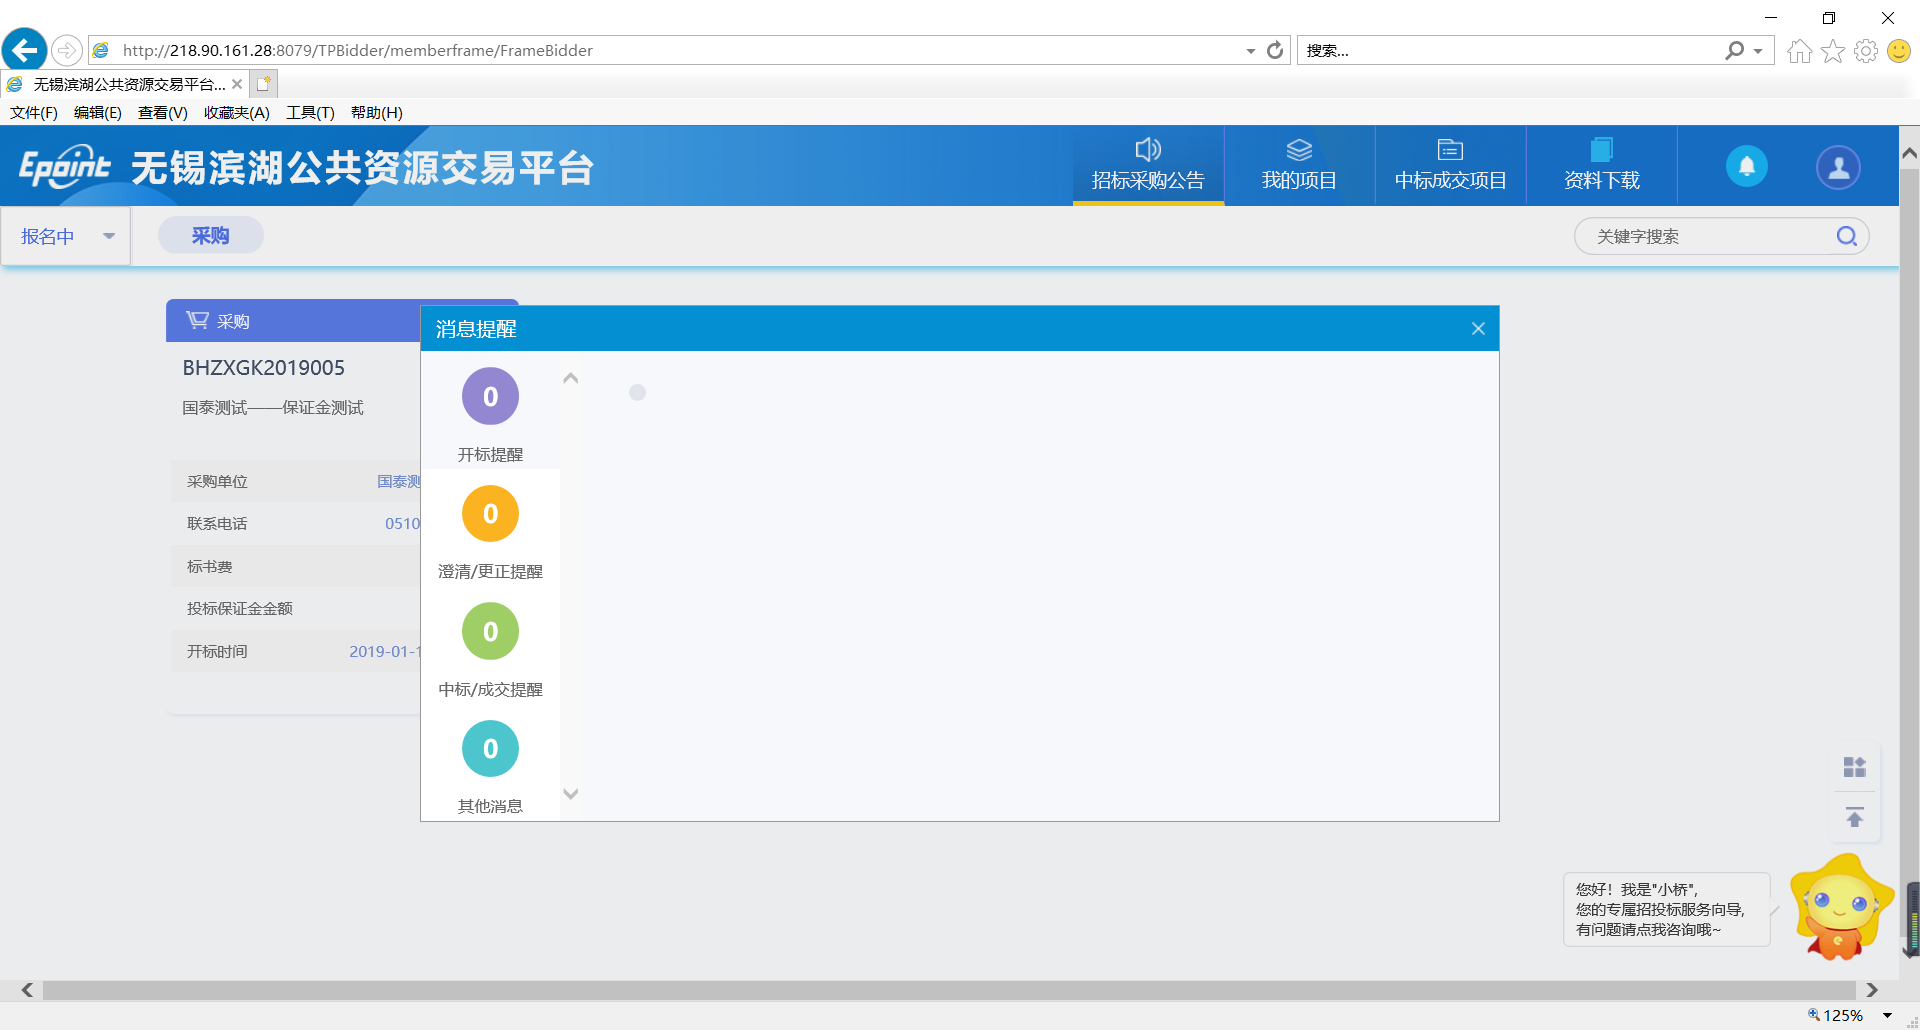 http://218.90.161.28:8079/TPBidder/memberframe/FrameBidder
搜索...
无锡滨湖公共资源交易平台...
文件(F) 编辑(E) 查看(V) 收藏夹(A) 工具(T) 帮助(H)
Epoint 无锡滨湖公共资源交易平台
招标采购公告 我的项目 中标成交项目 资料下载
报名中 采购 关键字搜索
采购
消息提醒
BHZXGK2019005
国泰测试——保证金测试
采购单位 国泰测
联系电话 0510
标书费
投标保证金金额
开标时间 2019-01-1
0
开标提醒
0
澄清/更正提醒
0
中标/成交提醒
0
其他消息
您好！我是"小桥",
您的专属招投标服务向导,
有问题请点我咨询哦~
125%